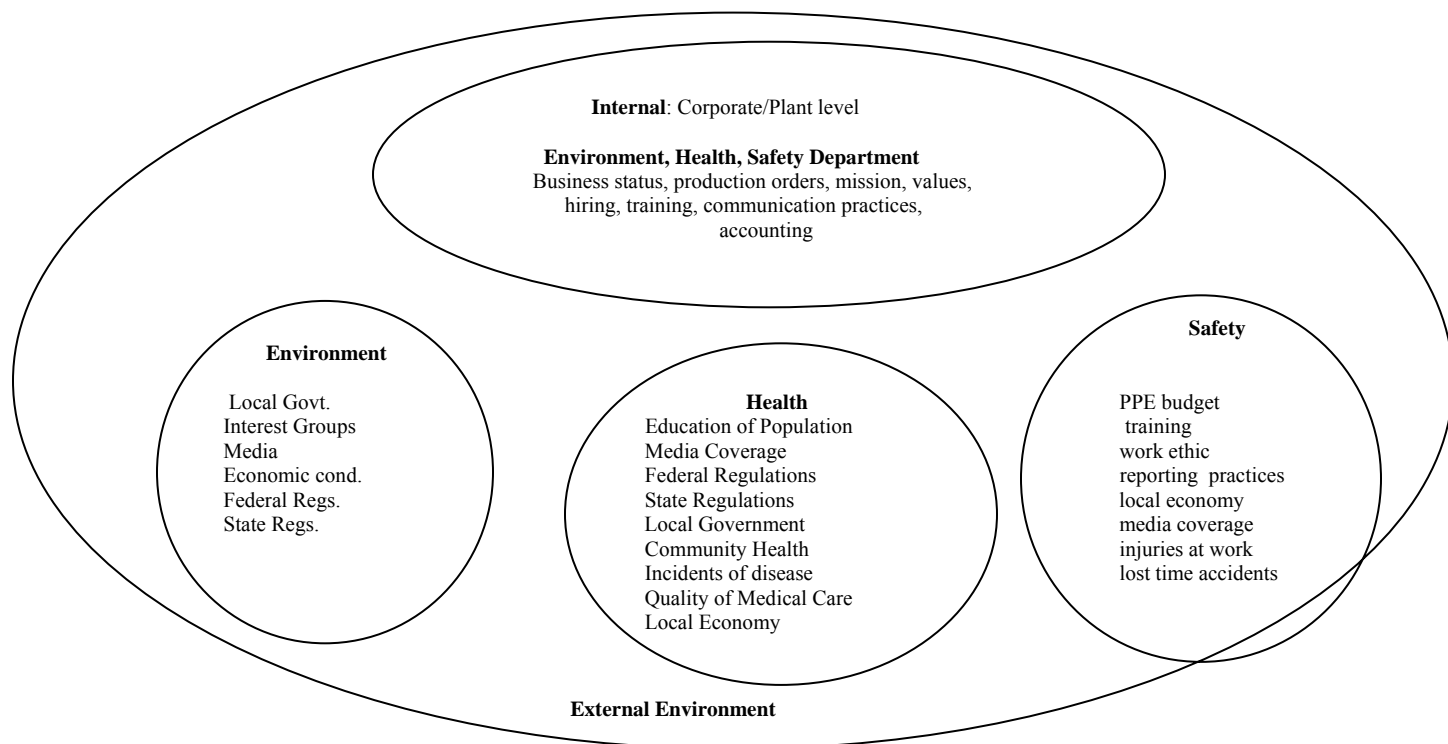 Internal: Corporate/Plant level
Environment, Health, Safety Department
Business status, production orders, mission, values,
hiring, training, communication practices,
accounting
Environment
Local Govt.
Interest Groups
Media
Economic cond.
Federal Regs.
State Regs.
Health
Education of Population
Media Coverage
Federal Regulations
State Regulations
Local Government
Community Health
Incidents of disease
Quality of Medical Care
Local Economy
Safety
PPE budget
training
work ethic
reporting practices
local economy
media coverage
injuries at work
lost time accidents
External Environment